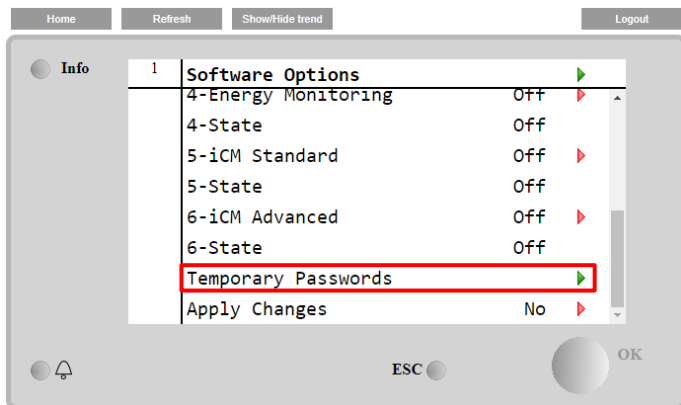 Home Refresh Show/Hide trend Logout
Info
1 Software Options
4-Energy Monitoring Off
4-State Off
5-iCM Standard Off
5-State Off
6-iCM Advanced Off
6-State Off
Temporary Passwords
Apply Changes No
ESC OK